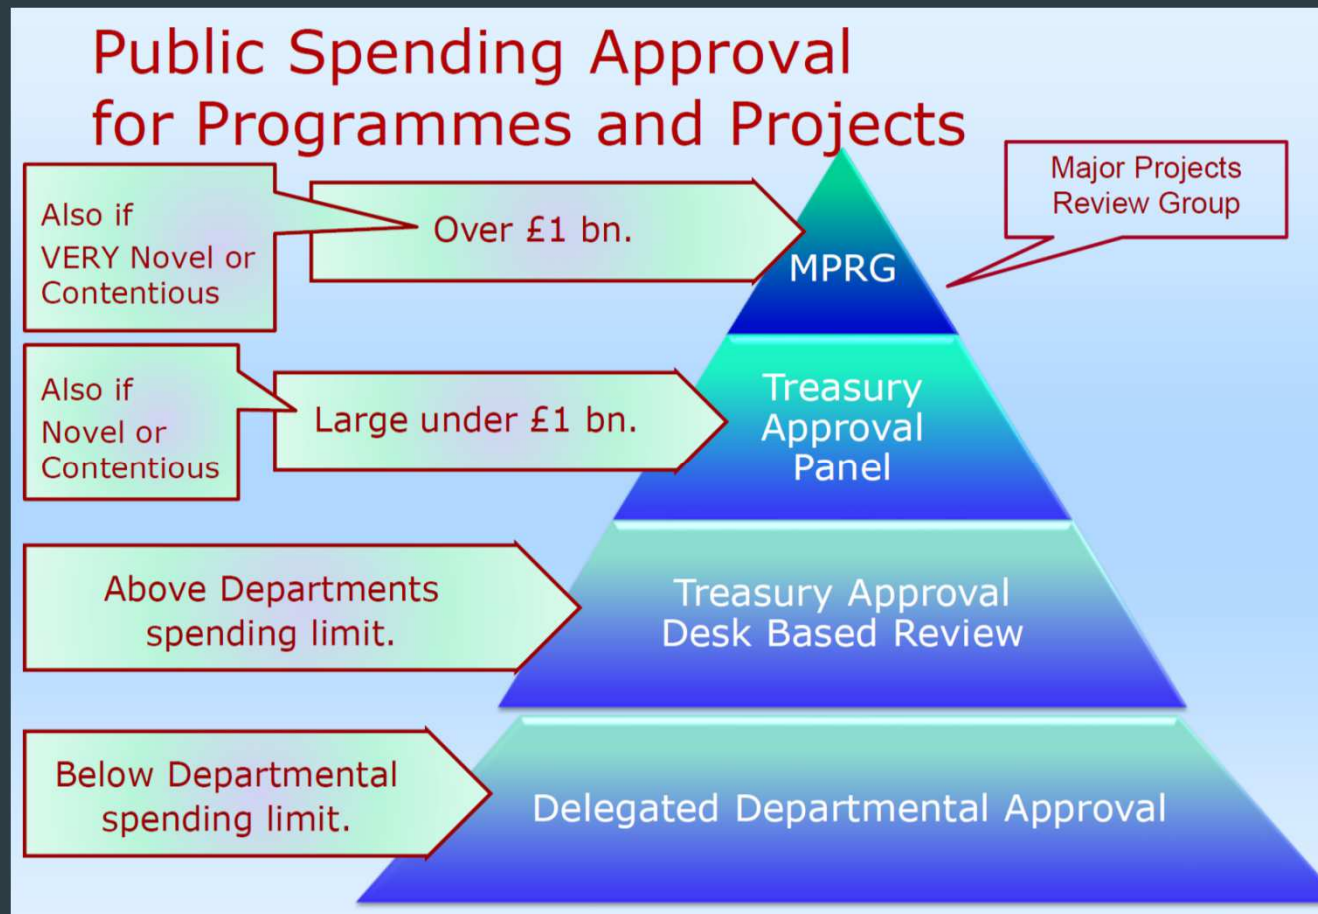 Public Spending Approval
for Programmes and Projects
Major Projects
Review Group
Also if
VERY Novel or
Contentious
Over £1 bn.
MPRG
Also if
Novel or
Contentious
Large under £1 bn.
Treasury
Approval
Panel
Above Departments
spending limit.
Treasury Approval
Desk Based Review
Below Departmental
spending limit.
Delegated Departmental Approval